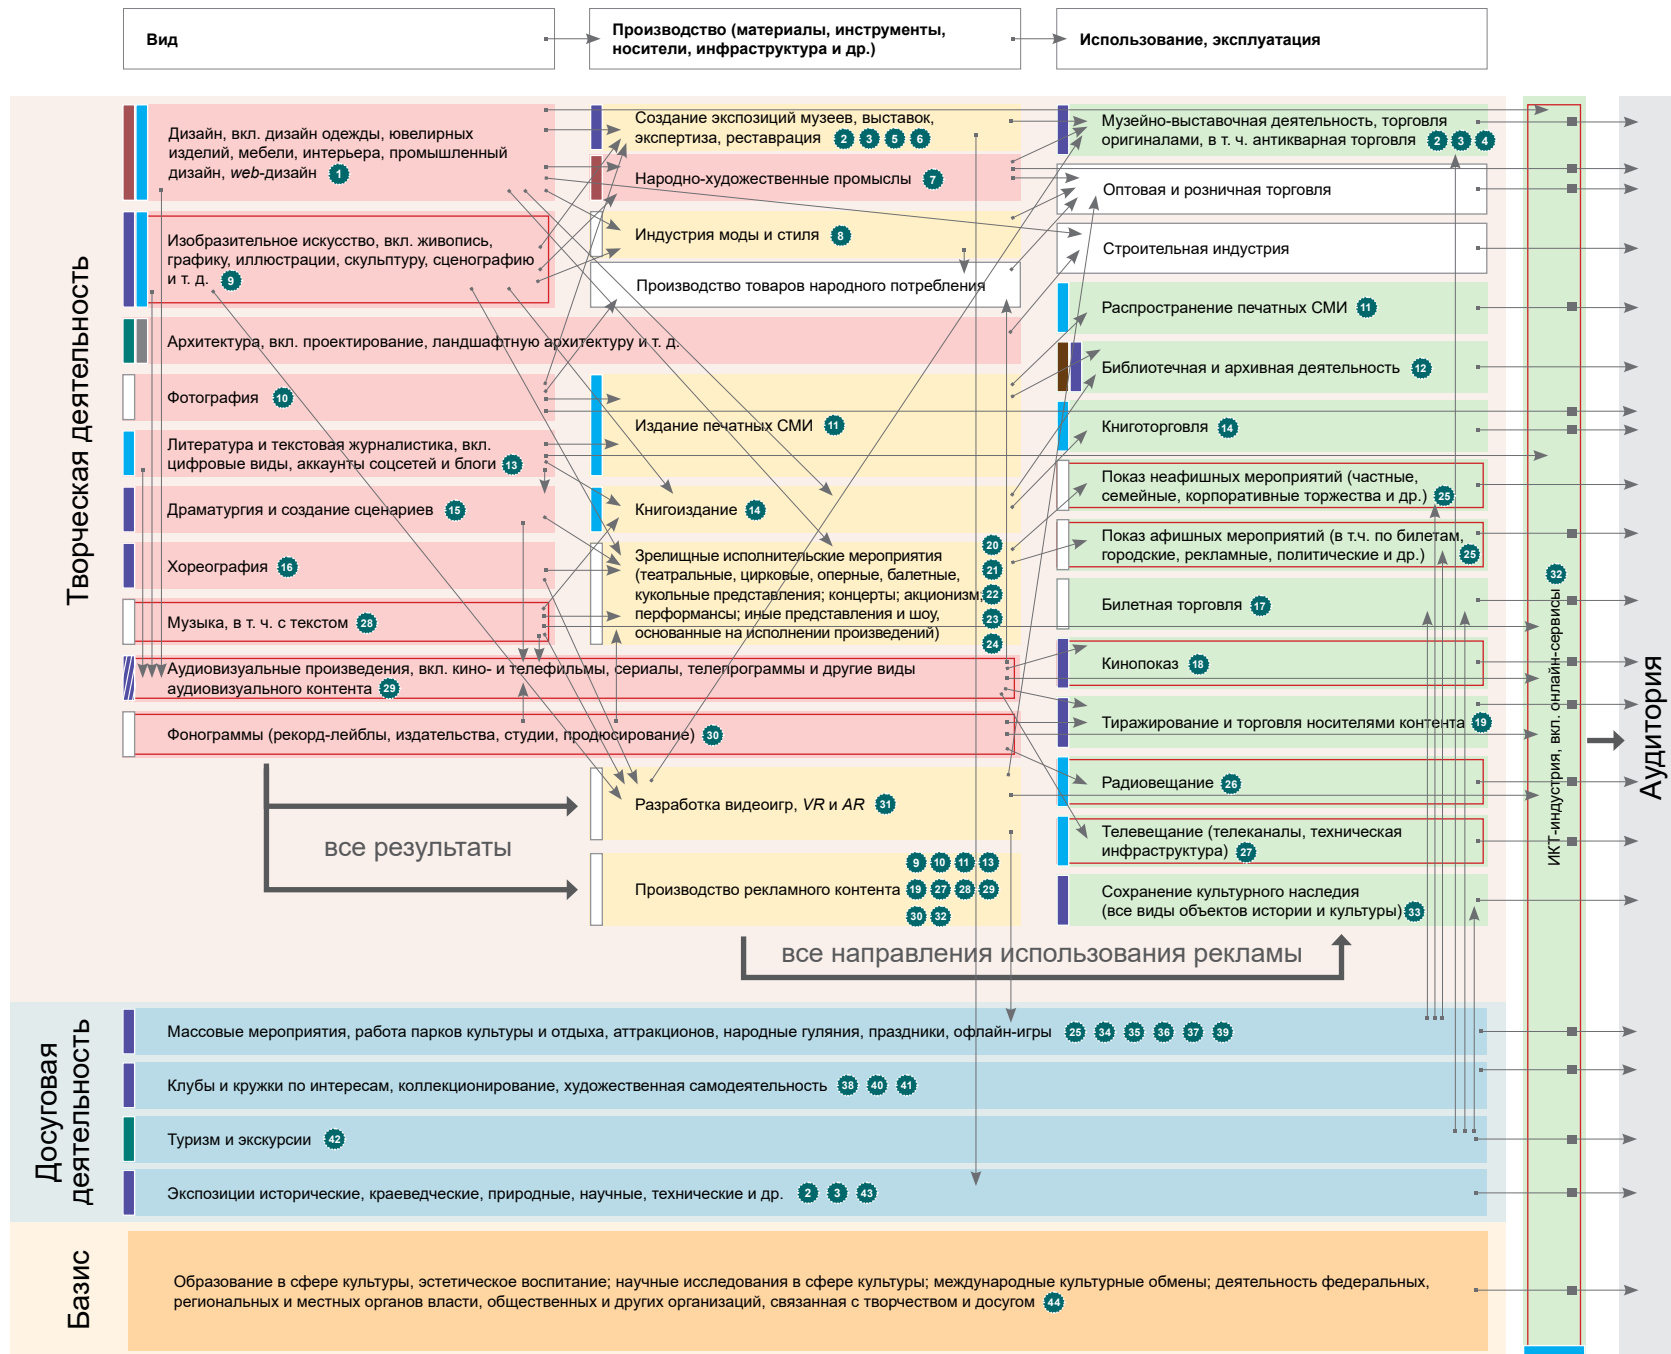 Вид
Производство (материалы, инструменты,
носители, инфраструктура и др.)
Использование, эксплуатация
Творческая деятельность
Дизайн, вкл. дизайн одежды, ювелирных
изделий, мебели, интерьера, промышленный
дизайн, web-дизайн 1
Изобразительное искусство, вкл. живопись,
графику, иллюстрации, скульптуру, сценографию
и т. д. 9
Архитектура, вкл. проектирование, ландшафтную архитектуру и т. д.
Фотография 10
Литература и текстовая журналистика, вкл.
цифровые виды, аккаунты соцсетей и блоги 13
Драматургия и создание сценариев 15
Хореография 16
Музыка, в т. ч. с текстом 28
Аудиовизуальные произведения, вкл. кино- и телефильмы, сериалы, телепрограммы и другие виды
аудиовизуального контента 29
Фонограммы (рекорд-лейблы, издательства, студии, продюсирование) 30
все результаты
Создание экспозиций музеев, выставок,
экспертиза, реставрация 2 3 5 6
Народно-художественные промыслы 7
Индустрия моды и стиля 8
Производство товаров народного потребления
Издание печатных СМИ 11
Книгоиздание 14
Зрелищные исполнительские мероприятия
(театральные, цирковые, оперные, балетные,
кукольные представления; концерты; акционизм,
перформансы; иные представления и шоу,
основанные на исполнении произведений)
20
21
22
23
24
Разработка видеоигр, VR и AR 31
9 10 11 13
Производство рекламного контента 19 27 28 29
30 32
все направления использования рекламы
Музейно-выставочная деятельность, торговля
оригиналами, в т. ч. антикварная торговля 2 3 4
Оптовая и розничная торговля
Строительная индустрия
Распространение печатных СМИ 11
Библиотечная и архивная деятельность 12
Книготорговля 14
Показ неафишных мероприятий (частные,
семейные, корпоративные торжества и др.) 25
Показ афишных мероприятий (в т.ч. по билетам,
городские, рекламные, политические и др.) 25
Билетная торговля 17
Кинопоказ 18
Тиражирование и торговля носителями контента 19
Радиовещание 26
Телевещание (телеканалы, техническая
инфраструктура) 27
Сохранение культурного наследия
(все виды объектов истории и культуры) 33
ИКТ-индустрия, вкл. онлайн-сервисы 32
Аудитория
Досуговая
деятельность
Массовые мероприятия, работа парков культуры и отдыха, аттракционов, народные гуляния, праздники, офлайн-игры 25 34 35 36 37 39
Клубы и кружки по интересам, коллекционирование, художественная самодеятельность 38 40 41
Туризм и экскурсии 42
Экспозиции исторические, краеведческие, природные, научные, технические и др. 2 3 43
Базис
Образование в сфере культуры, эстетическое воспитание; научные исследования в сфере культуры; международные культурные обмены; деятельность федеральных,
региональных и местных органов власти, общественных и других организаций, связанная с творчеством и досугом 44